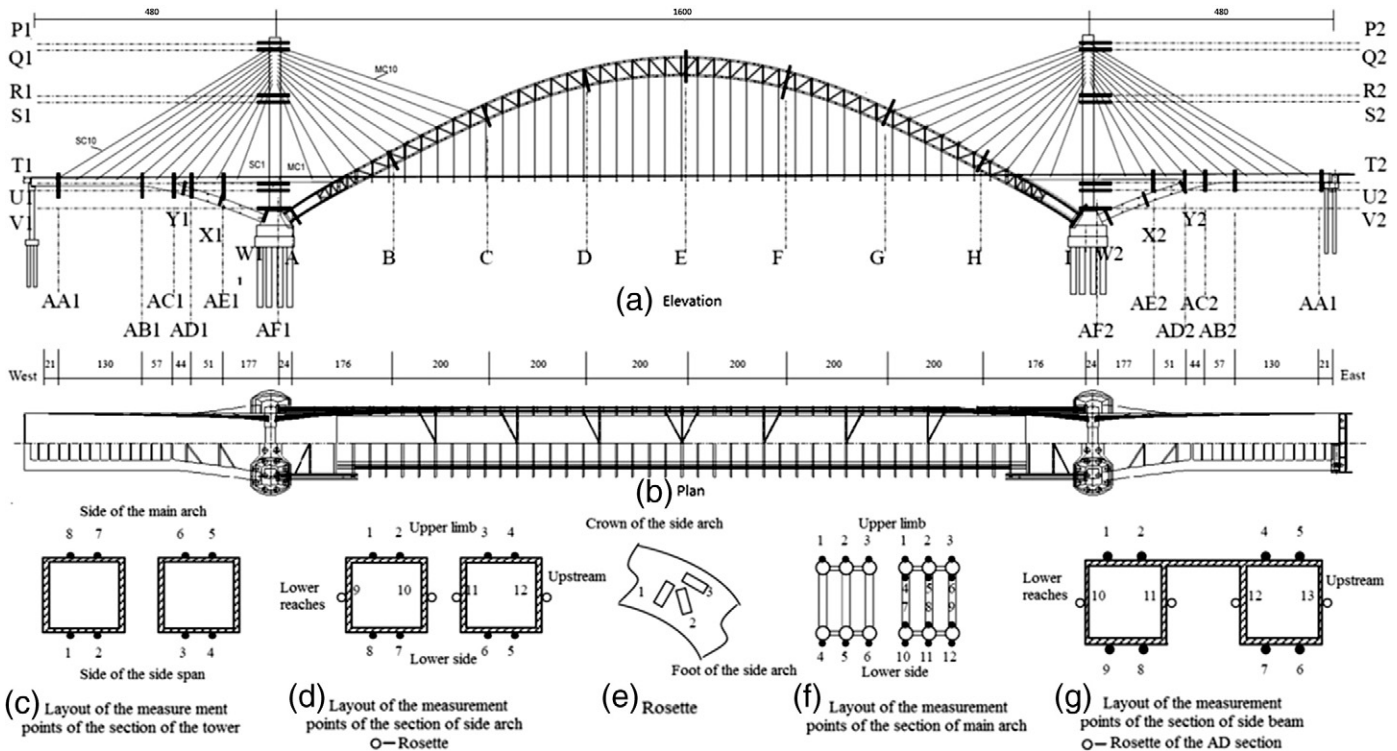 480 1600 480
P1 P2
Q1 Q2
MC10
R1 R2
S1 S2
SC10
T1 SC1 MC1 T2
U1 U2
V1 Y1 Y2 V2
X1 X2
W1 A B C D E F G H I W2
1
AA1 AC1 AE1 AE2 AC2 AA1
(a) Elevation
AB1 AD1 AF1 AF2 AD2 AB2
West 21 130 57 44 51 177 24 176 200 200 200 200 200 200 176 24 177 51 44 57 130 21 East
(b) Plan
Side of the main arch
8 7 6 5
1 2 3 4
Side of the side span
(c) Layout of the measure ment
points of the section of the tower
1 2 Upper limb 3 4
Lower
reaches
9 10 11 12
Upstream
8 7 6 5
Lower side
(d) Layout of the measurement
points of the section of side arch
O— Rosette
Crown of the side arch
1 2 3
Foot of the side arch
(e) Rosette
Upper limb
1 2 3 1 2 3
4 5 6
7 8 9
4 5 6 10 11 12
Lower side
(f) Layout of the measurement
points of the section of main arch
1 2 4 5
Lower
reaches
10 11 12 13
Upstream
9 8 7 6
(g) Layout of the measurement
points of the section of side beam
O— Rosette of the AD section